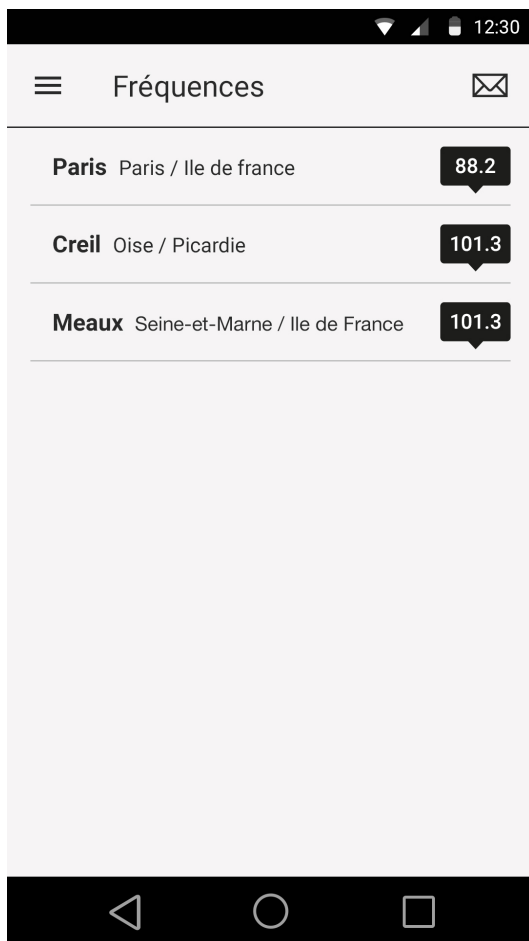 12:30
Fréquences
Paris Paris / Ile de france 88.2
Creil Oise / Picardie 101.3
Meaux Seine-et-Marne / Ile de France 101.3